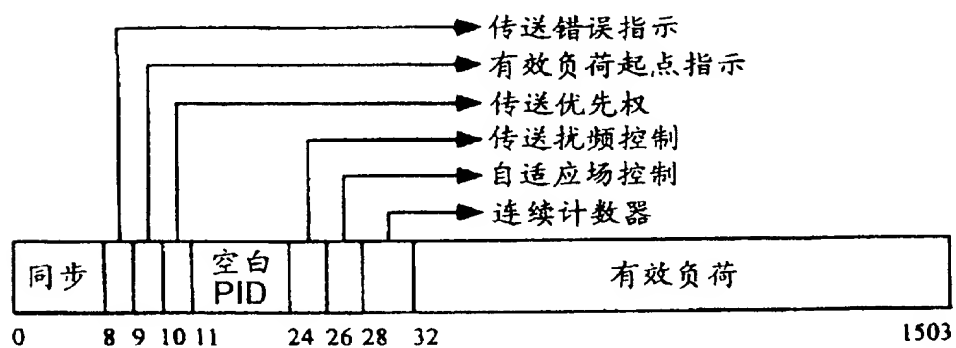 传送错误指示
有效负荷起点指示
传送优先权
传送扰频控制
自适应场控制
连续计数器
同步
空白
PID
有效负荷
0 8 9 10 11 24 26 28 32 1503